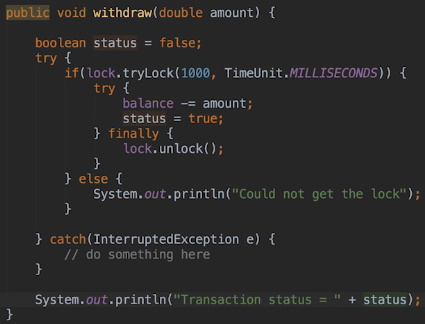 public void withdraw(double amount) {
boolean status = false;
try {
if(lock.tryLock(1000, TimeUnit.MILLISECONDS)) {
try {
balance -= amount;
status = true;
} finally {
lock.unlock();
}
} else {
System.out.println("Could not get the lock");
}
} catch(InterruptedException e) {
// do something here
}
System.out.println("Transaction status = " + status);
}